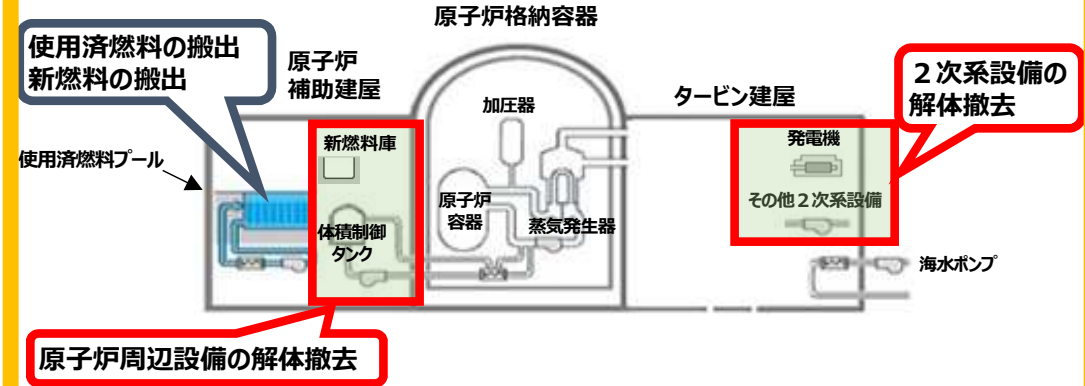 原子炉格納容器
使用済燃料の搬出
新燃料の搬出
原子炉
補助建屋
加圧器
タービン建屋
2次系設備の
解体撤去
使用済燃料プール
新燃料庫
発電機
原子炉
容器
蒸気発生器
その他2次系設備
体積制御
タンク
海水ポンプ
原子炉周辺設備の解体撤去